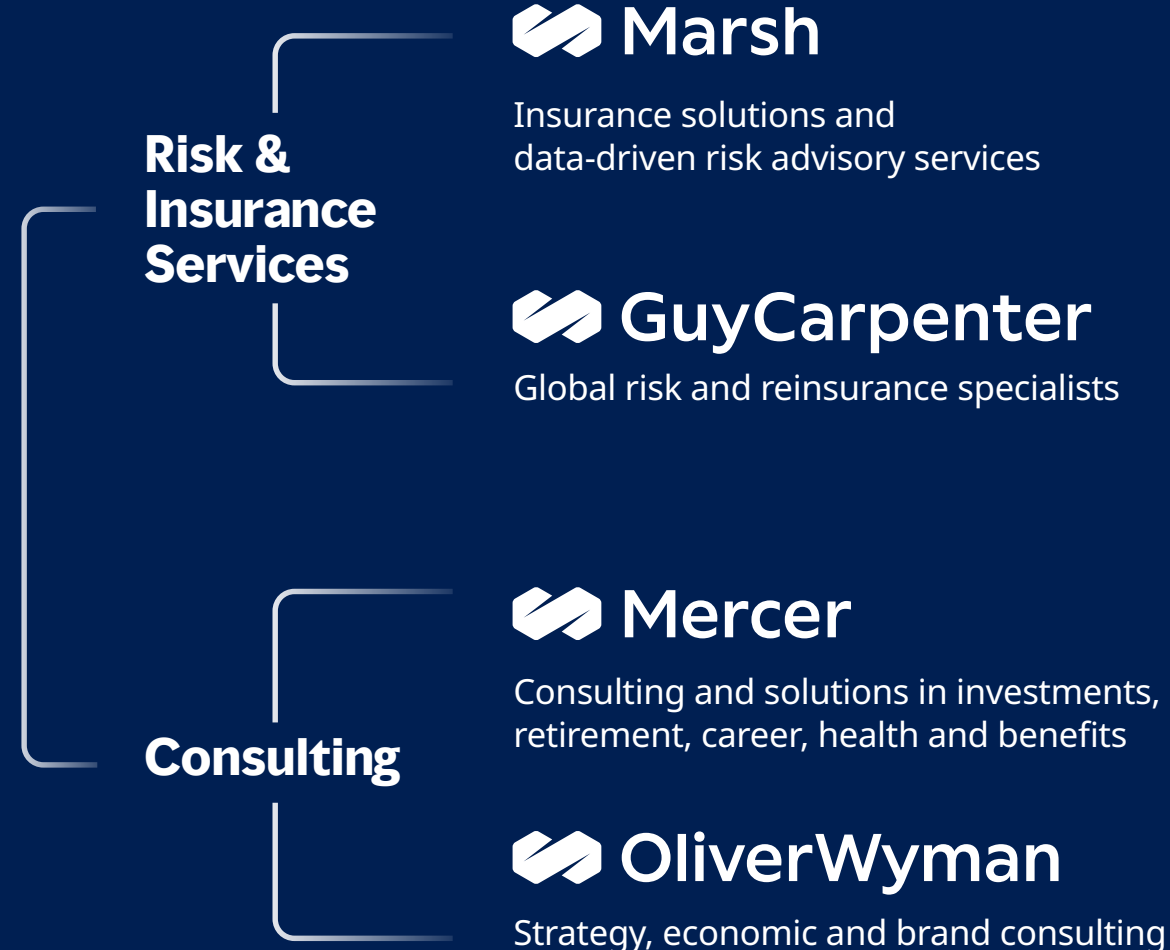 Marsh
Insurance solutions and
data-driven risk advisory services
Risk &
Insurance
Services
GuyCarpenter
Global risk and reinsurance specialists
Mercer
Consulting and solutions in investments,
retirement, career, health and benefits
Consulting
OliverWyman
Strategy, economic and brand consulting